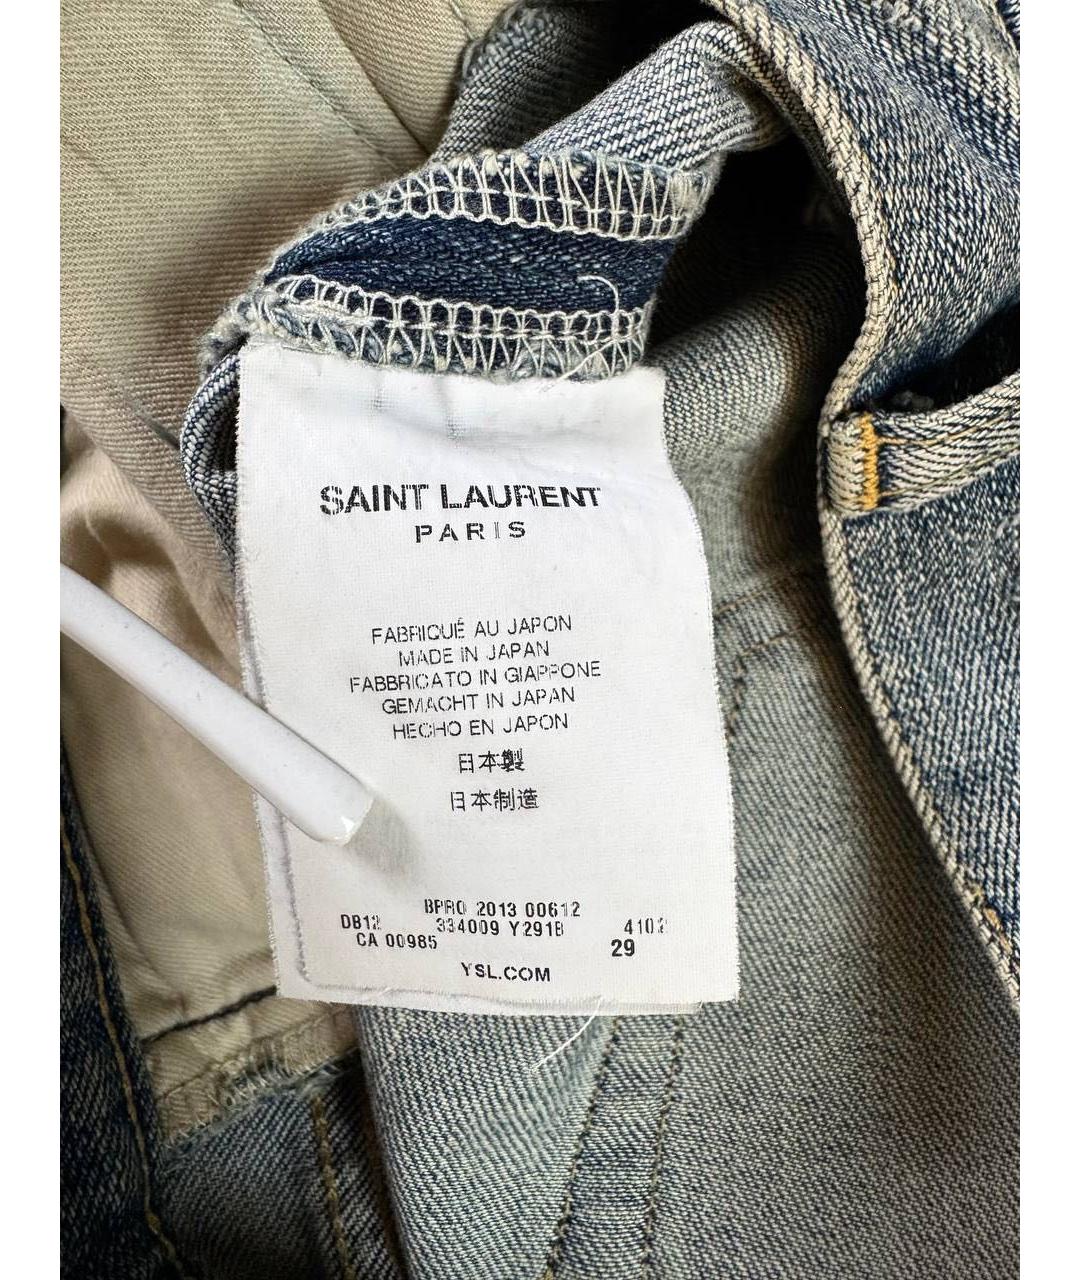 SAINT LAURENT
PARIS
FABRIQUÉ AU JAPON
MADE IN JAPAN
FABBRICATO IN GIAPPONE
GEMACHT IN JAPAN
HECHO EN JAPON
日本製
日本制造
BPRO 2013 00612
DB12 334009 Y291B 4102
CA 00985 29
YSL.COM